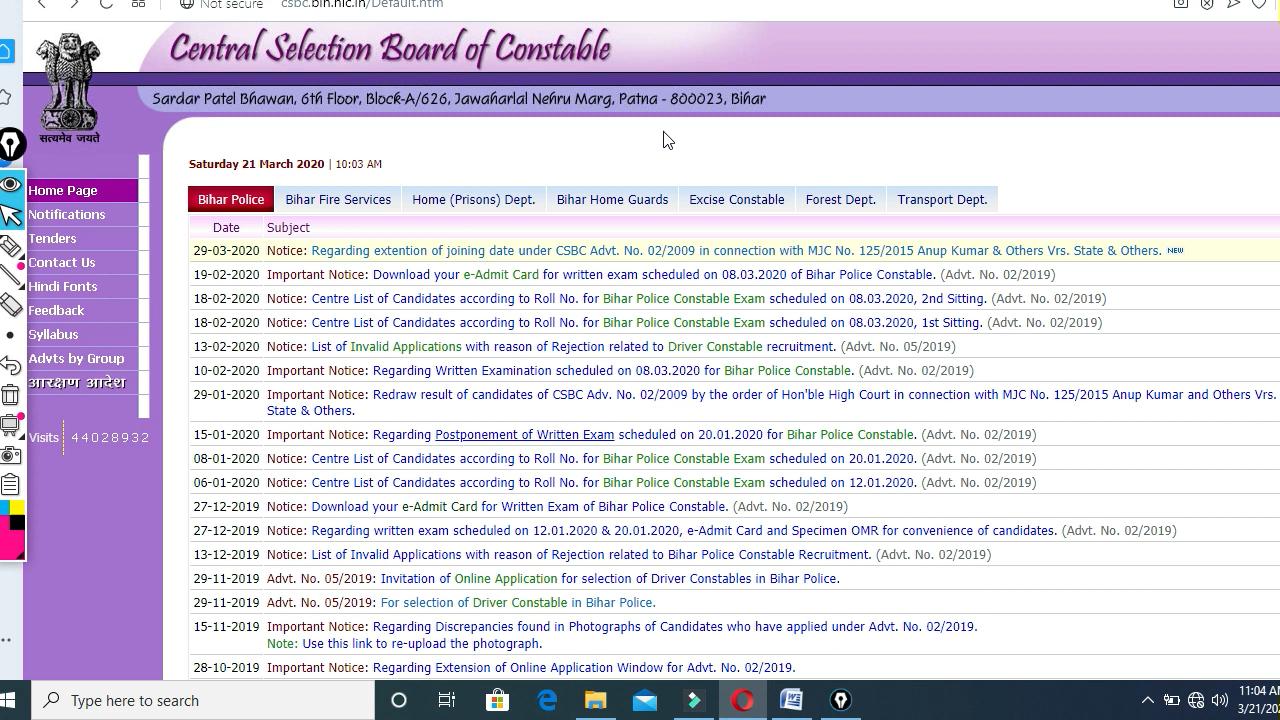 Not secure csbc.bih.nic.in/Default.htm
Central Selection Board of Constable
Sardar Patel Bhawan, 6th Floor, Block-A/626, Jawaharlal Nehru Marg, Patna - 800023, Bihar
सत्यमेव जयते
Saturday 21 March 2020 | 10:03 AM
Home Page
Notifications
Tenders
Contact Us
Hindi Fonts
Feedback
Syllabus
Advts by Group
आरक्षण आदेश
Visits 44028932
Bihar Police Bihar Fire Services Home (Prisons) Dept. Bihar Home Guards Excise Constable Forest Dept. Transport Dept.
Date Subject
29-03-2020 Notice: Regarding extention of joining date under CSBC Advt. No. 02/2009 in connection with MJC No. 125/2015 Anup Kumar & Others Vrs. State & Others. NEW
19-02-2020 Important Notice: Download your e-Admit Card for written exam scheduled on 08.03.2020 of Bihar Police Constable. (Advt. No. 02/2019)
18-02-2020 Notice: Centre List of Candidates according to Roll No. for Bihar Police Constable Exam scheduled on 08.03.2020, 2nd Sitting. (Advt. No. 02/2019)
18-02-2020 Notice: Centre List of Candidates according to Roll No. for Bihar Police Constable Exam scheduled on 08.03.2020, 1st Sitting. (Advt. No. 02/2019)
13-02-2020 Notice: List of Invalid Applications with reason of Rejection related to Driver Constable recruitment. (Advt. No. 05/2019)
10-02-2020 Important Notice: Regarding Written Examination scheduled on 08.03.2020 for Bihar Police Constable. (Advt. No. 02/2019)
29-01-2020 Important Notice: Redraw result of candidates of CSBC Adv. No. 02/2009 by the order of Hon'ble High Court in connection with MJC No. 125/2015 Anup Kumar and Others Vrs.
State & Others.
15-01-2020 Important Notice: Regarding Postponement of Written Exam scheduled on 20.01.2020 for Bihar Police Constable. (Advt. No. 02/2019)
08-01-2020 Notice: Centre List of Candidates according to Roll No. for Bihar Police Constable Exam scheduled on 20.01.2020. (Advt. No. 02/2019)
06-01-2020 Notice: Centre List of Candidates according to Roll No. for Bihar Police Constable Exam scheduled on 12.01.2020. (Advt. No. 02/2019)
27-12-2019 Notice: Download your e-Admit Card for Written Exam of Bihar Police Constable. (Advt. No. 02/2019)
27-12-2019 Notice: Regarding written exam scheduled on 12.01.2020 & 20.01.2020, e-Admit Card and Specimen OMR for convenience of candidates. (Advt. No. 02/2019)
13-12-2019 Notice: List of Invalid Applications with reason of Rejection related to Bihar Police Constable Recruitment. (Advt. No. 02/2019)
29-11-2019 Advt. No. 05/2019: Invitation of Online Application for selection of Driver Constables in Bihar Police.
29-11-2019 Advt. No. 05/2019: For selection of Driver Constable in Bihar Police.
15-11-2019 Important Notice: Regarding Discrepancies found in Photographs of Candidates who have applied under Advt. No. 02/2019.
Note: Use this link to re-upload the photograph.
28-10-2019 Important Notice: Regarding Extension of Online Application Window for Advt. No. 02/2019.
Type here to search
11:04 AM
3/21/20